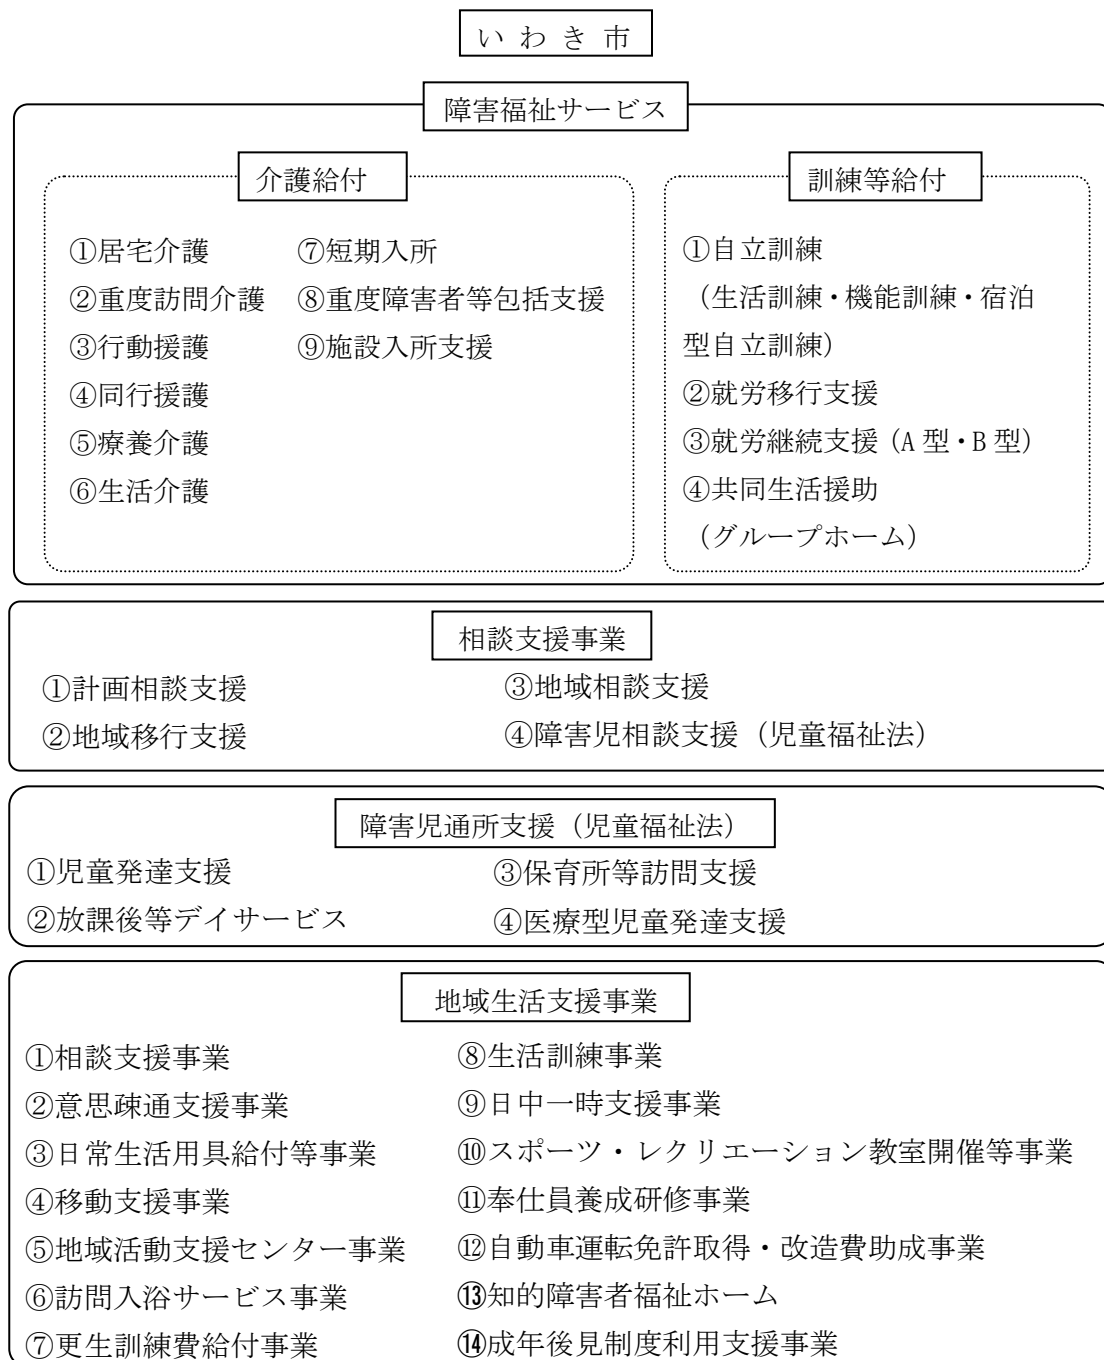 いわき市
障害福祉サービス
介護給付
①居宅介護
②重度訪問介護
③行動援護
④同行援護
⑤療養介護
⑥生活介護
⑦短期入所
⑧重度障害者等包括支援
⑨施設入所支援
訓練等給付
①自立訓練
（生活訓練・機能訓練・宿泊
型自立訓練）
②就労移行支援
③就労継続支援（A型・B型）
④共同生活援助
（グループホーム）
相談支援事業
①計画相談支援
②地域移行支援
③地域相談支援
④障害児相談支援（児童福祉法）
障害児通所支援（児童福祉法）
①児童発達支援
②放課後等デイサービス
③保育所等訪問支援
④医療型児童発達支援
地域生活支援事業
①相談支援事業
②意思疎通支援事業
③日常生活用具給付等事業
④移動支援事業
⑤地域活動支援センター事業
⑥訪問入浴サービス事業
⑦更生訓練費給付事業
⑧生活訓練事業
⑨日中一時支援事業
⑩スポーツ・レクリエーション教室開催等事業
⑪奉仕員養成研修事業
⑫自動車運転免許取得・改造費助成事業
⑬知的障害者福祉ホーム
⑭成年後見制度利用支援事業